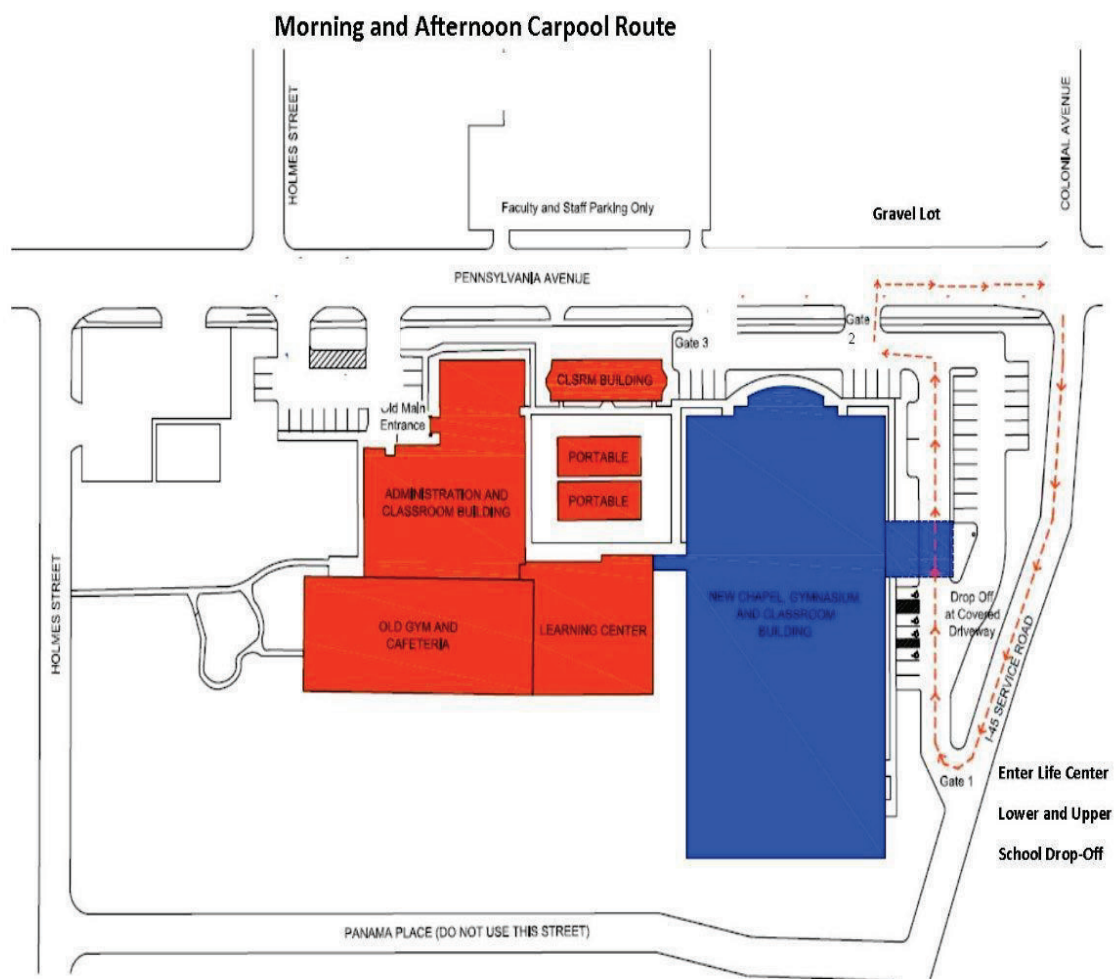 Morning and Afternoon Carpool Route
HOLMES STREET
COLONIAL AVENUE
Faculty and Staff Parking Only
Gravel Lot
PENNSYLVANIA AVENUE
Gate
2
Gate 3
CLSRM BUILDING
Old Main
Entrance
PORTABLE
PORTABLE
ADMINISTRATION AND
CLASSROOM BUILDING
NEW CHAPEL, GYMNASIUM,
AND CLASSROOM
BUILDING
Drop Off
at Covered
Driveway
OLD GYM AND
CAFETERIA
LEARNING CENTER
HOLMES STREET
I-45 SERVICE ROAD
Gate 1
Enter Life Center
Lower and Upper
School Drop-Off
PANAMA PLACE (DO NOT USE THIS STREET)